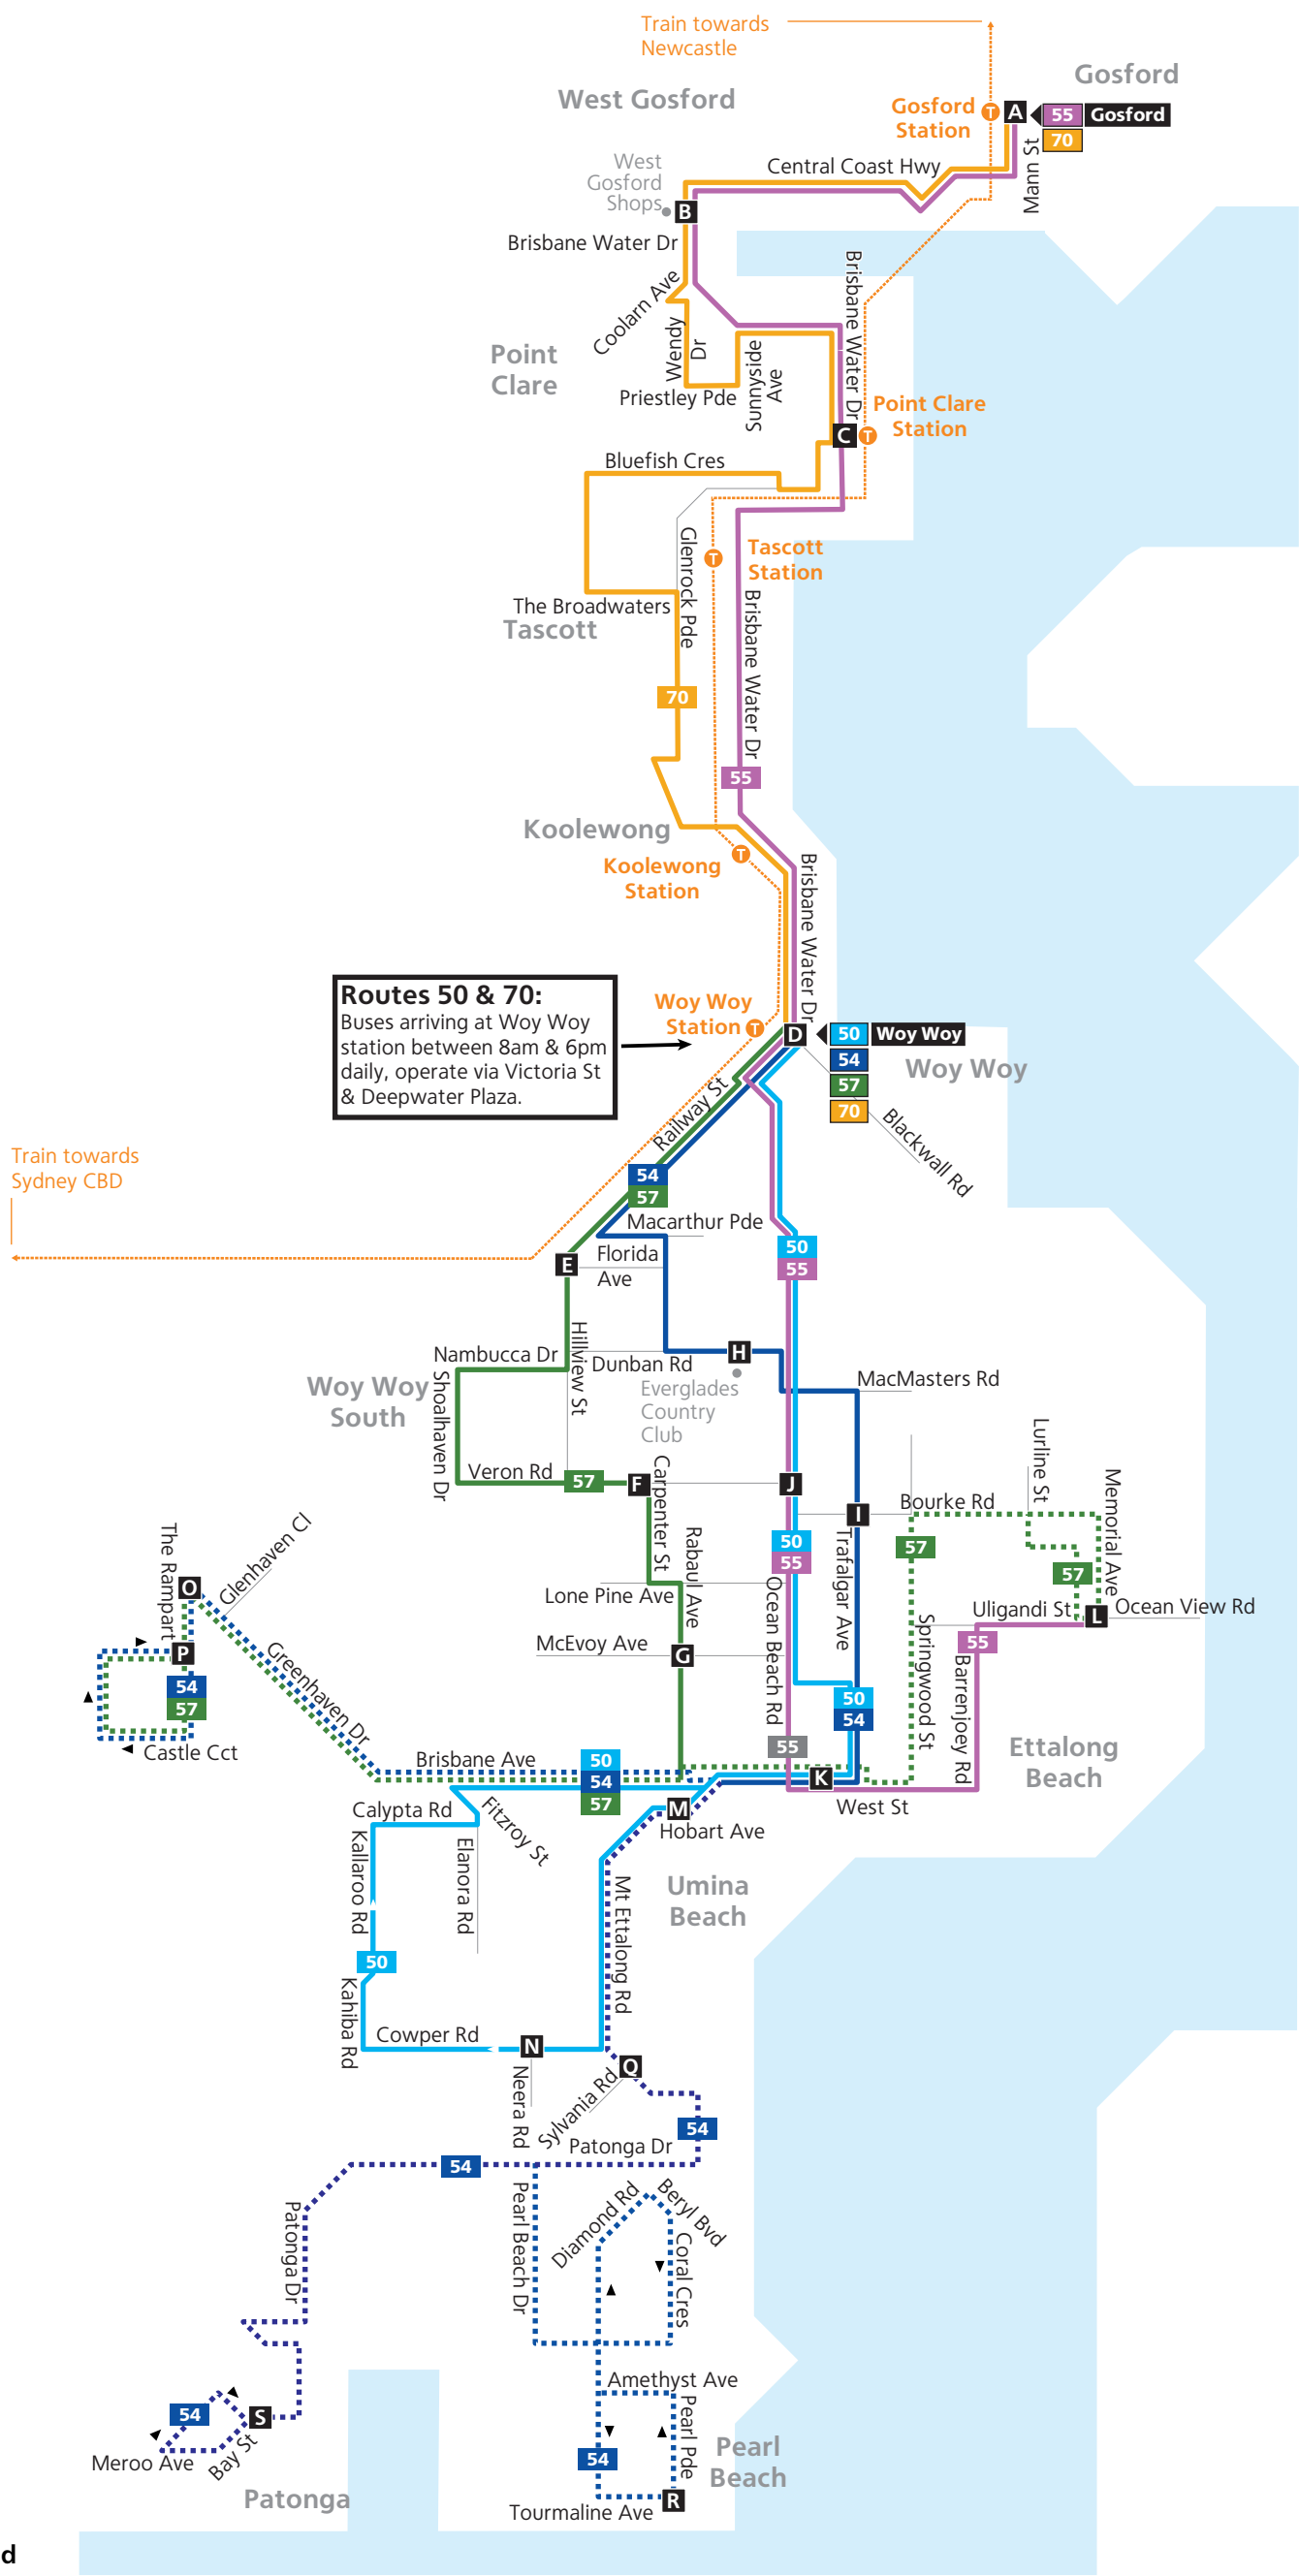 Train towards
Newcastle
Gosford
West Gosford
Gosford
Station
T
A
55
Gosford
70
Mann St
Central Coast Hwy
West
Gosford
Shops
B
Brisbane Water Dr
Coolarn Ave
Wendy
Dr
Brisbane Water Dr
Point
Clare
Sunnyside
Ave
Priestley Pde
Point Clare
Station
C
T
Bluefish Cres
Glenrock Pde
Tascott
Station
T
The Broadwaters
Tascott
Brisbane Water Dr
70
55
Koolewong
T
Koolewong
Station
Brisbane Water Dr
Routes 50 & 70:
Buses arriving at Woy Woy
station between 8am & 6pm
daily, operate via Victoria St
& Deepwater Plaza.
Woy Woy
Station
T
D
50
Woy Woy
54
57
70
Woy Woy
Blackwall Rd
Railway St
Train towards
Sydney CBD
54
57
Macarthur Pde
50
55
E
Florida
Ave
Hillview St
Nambucca Dr
Dunban Rd
H
Everglades
Country
Club
MacMasters Rd
Woy Woy
South
Shoalhaven Dr
Veron Rd
57
F
Carpenter St
J
I
Bourke Rd
Lurline St
Memorial Ave
50
55
57
57
Trafalgar Ave
Rabaul Ave
Lone Pine Ave
Ocean Beach Rd
Uligandi St
L
Ocean View Rd
55
The Rampart
O
Glenhaven Cl
P
54
57
Castle Cct
Greenhaven Dr
McEvoy Ave
G
Springwood St
Barrenjoey Rd
50
54
55
Ettalong
Beach
Brisbane Ave
50
54
57
K
West St
M
Hobart Ave
Calypta Rd
Fitzroy St
Kallaroo Rd
Elanora Rd
Umina
Beach
Mt Ettalong Rd
50
Kahiba Rd
Cowper Rd
N
Neera Rd
Q
Sylvania Rd
54
Patonga Dr
54
Pearl Beach Dr
Diamond Rd
Beryl Bvd
Coral Cres
Patonga Dr
Amethyst Ave
Pearl Pde
54
S
Meroo Ave
Bay St
54
Pearl
Beach
Patonga
Tourmaline Ave
R
d